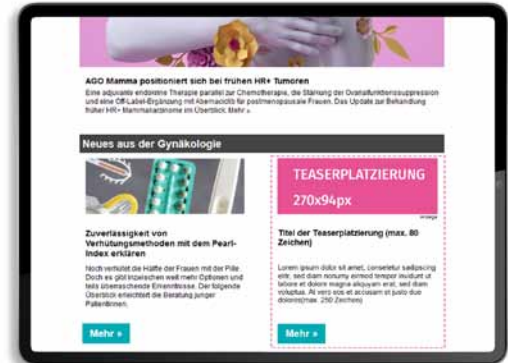 AGO Mamma positioniert sich bei frühen HR+ Tumoren
Eine adjuvante endokrine Therapie parallel zur Chemotherapie, die Stärkung der Ovarialfunktionssuppression
und eine Off-Label-Ergänzung mit Abemaciclib für postmenopausale Frauen. Das Update zur Behandlung
früher HR+ Mammakarzinome im Überblick. Mehr »
Neues aus der Gynäkologie
Zuverlässigkeit von
Verhütungsmethoden mit dem Pearl-
Index erklären
Noch verhütet die Hälfte der Frauen mit der Pille.
Doch es gibt inzwischen weit mehr Optionen und
teils überraschende Erkenntnisse. Der folgende
Überblick erleichtert die Beratung junger
Patientinnen.
Mehr »
TEASERPLATZIERUNG
270x94px
Anzeige
Titel der Teaserplatzierung (max. 80
Zeichen)
Lorem ipsum dolor sit amet, consetetur sadipscing
elitr, sed diam nonumy eirmod tempor invidunt ut
labore et dolore magna aliquyam erat, sed diam
voluptua. At vero eos et accusam et justo duo
dolores(max. 250 Zeichen)
Mehr »